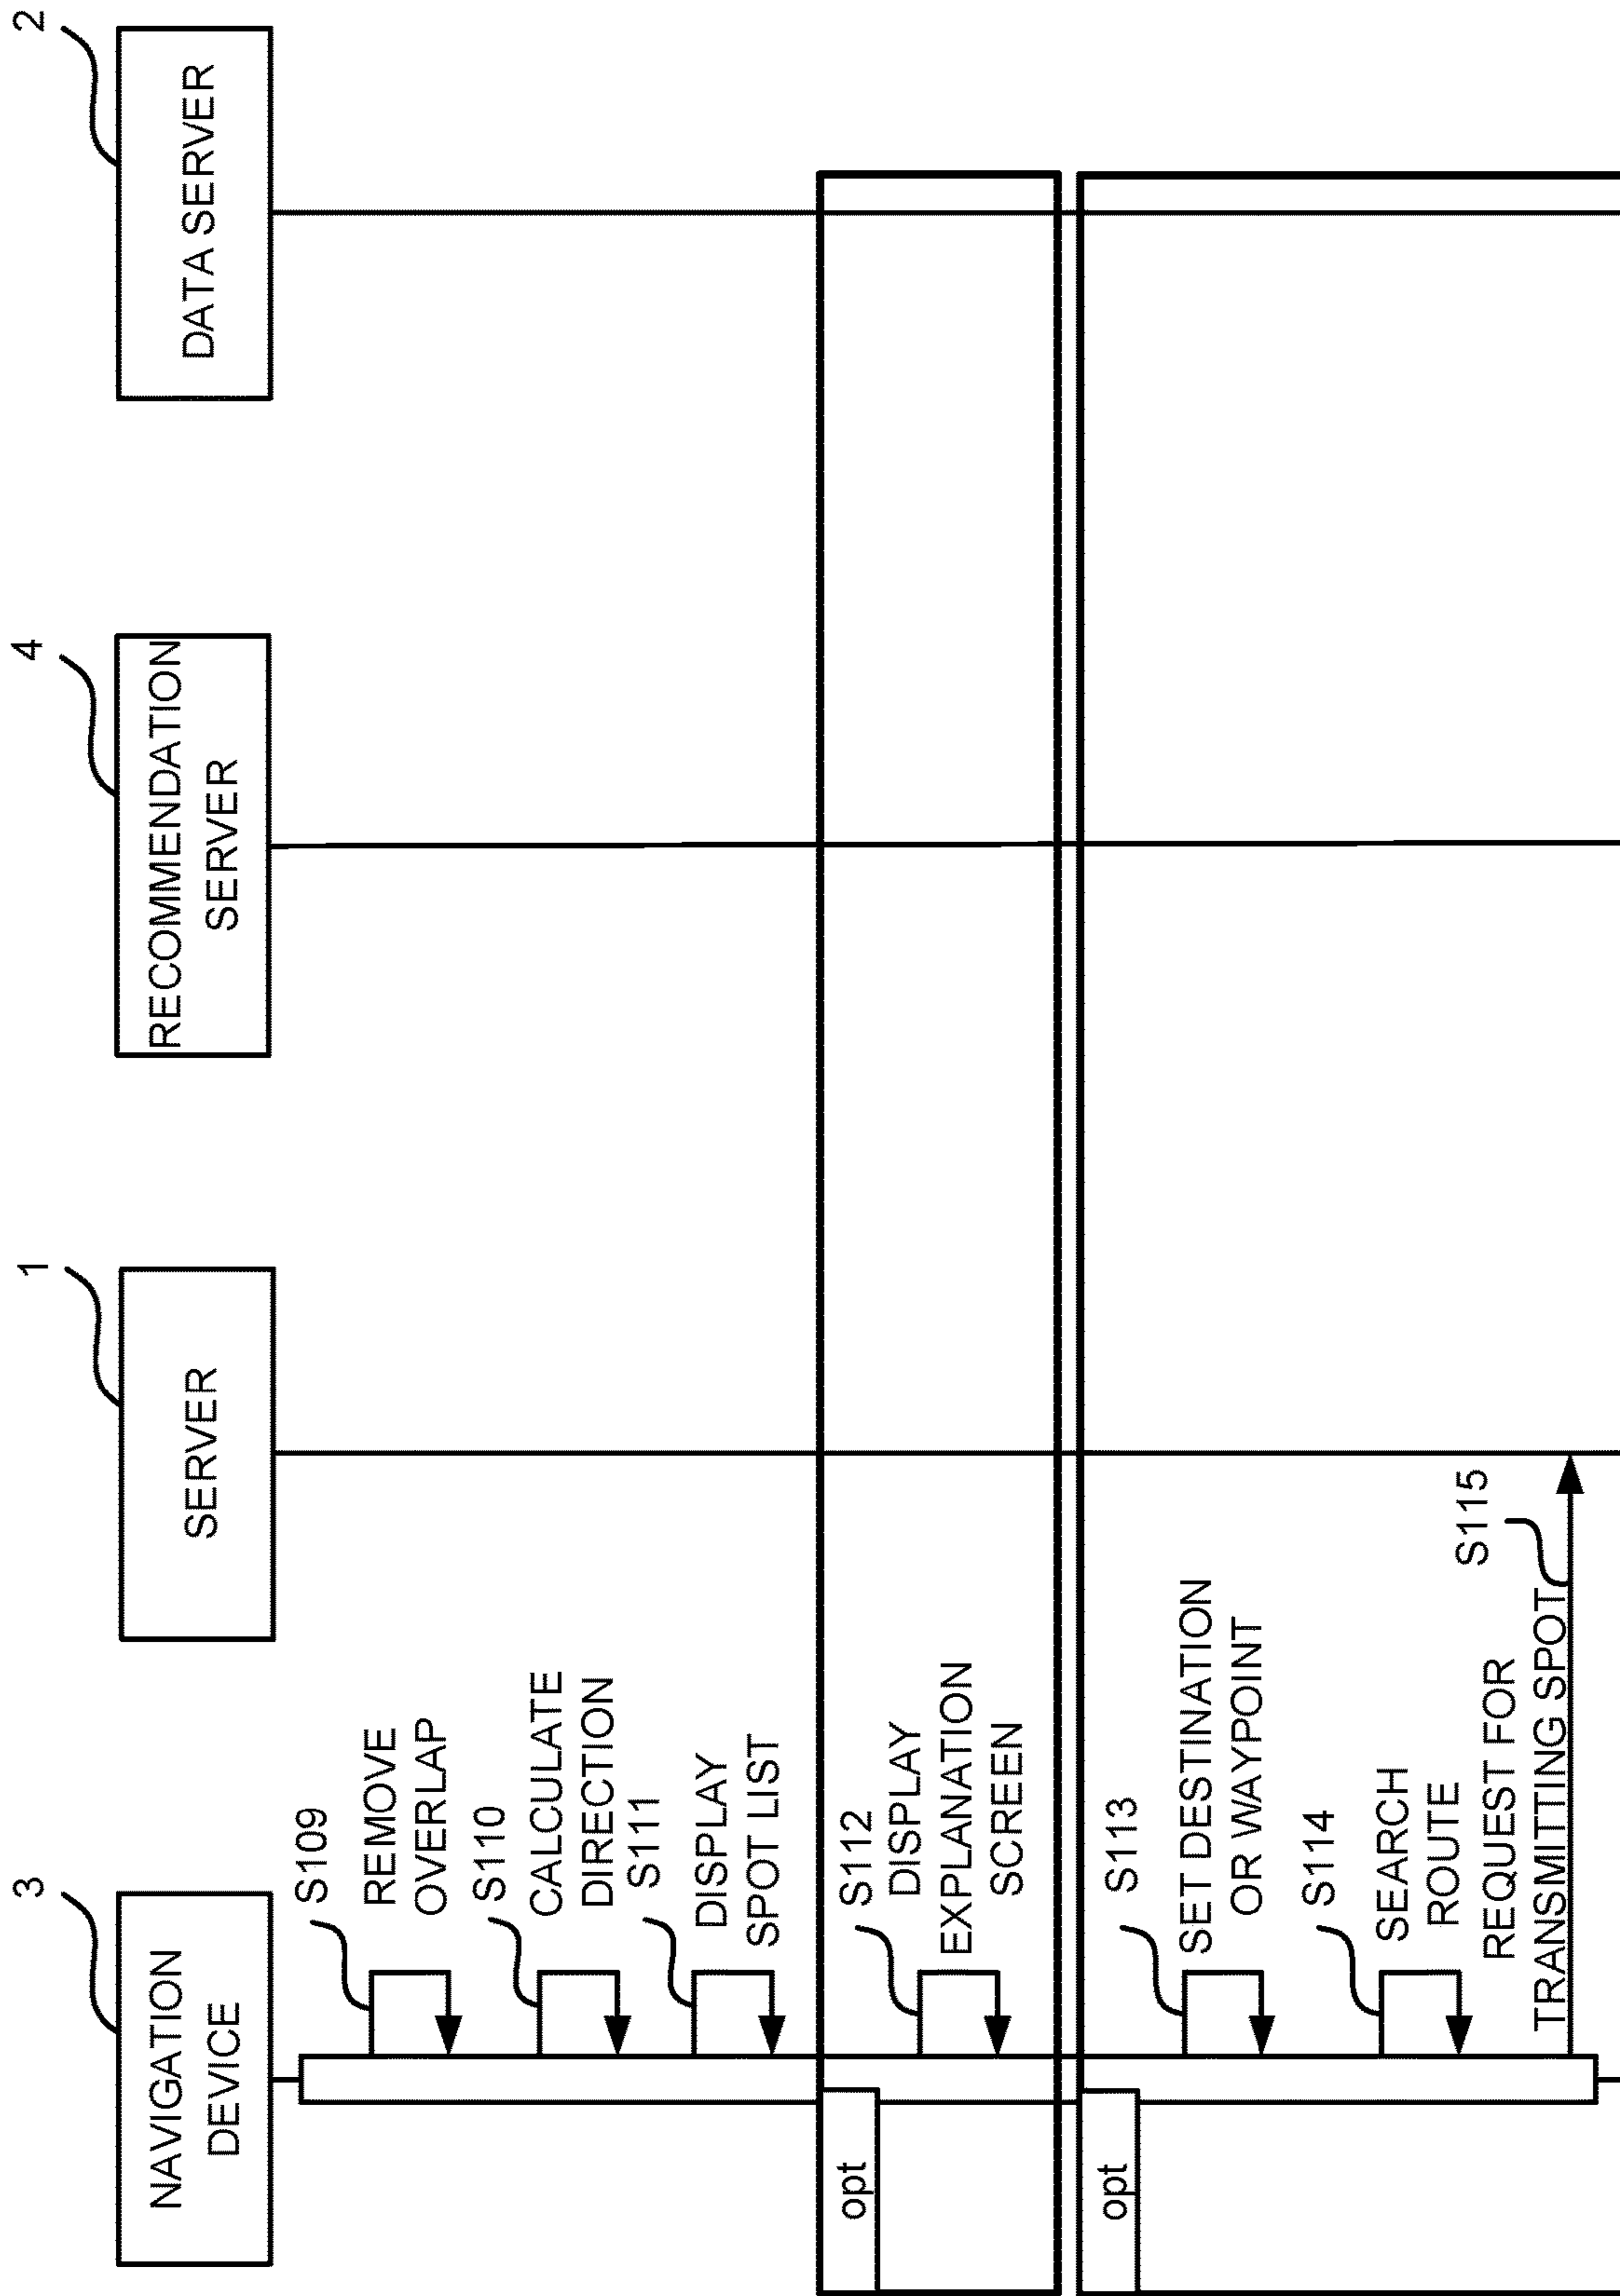 3
NAVIGATION
DEVICE
1
SERVER
4
RECOMMENDATION
SERVER
2
DATA SERVER
S109
REMOVE
OVERLAP
S110
CALCULATE
DIRECTION
S111
DISPLAY
SPOT LIST
opt
S112
DISPLAY
EXPLANATION
SCREEN
opt
S113
SET DESTINATION
OR WAYPOINT
S114
SEARCH
ROUTE
REQUEST FOR
TRANSMITTING SPOT
S115